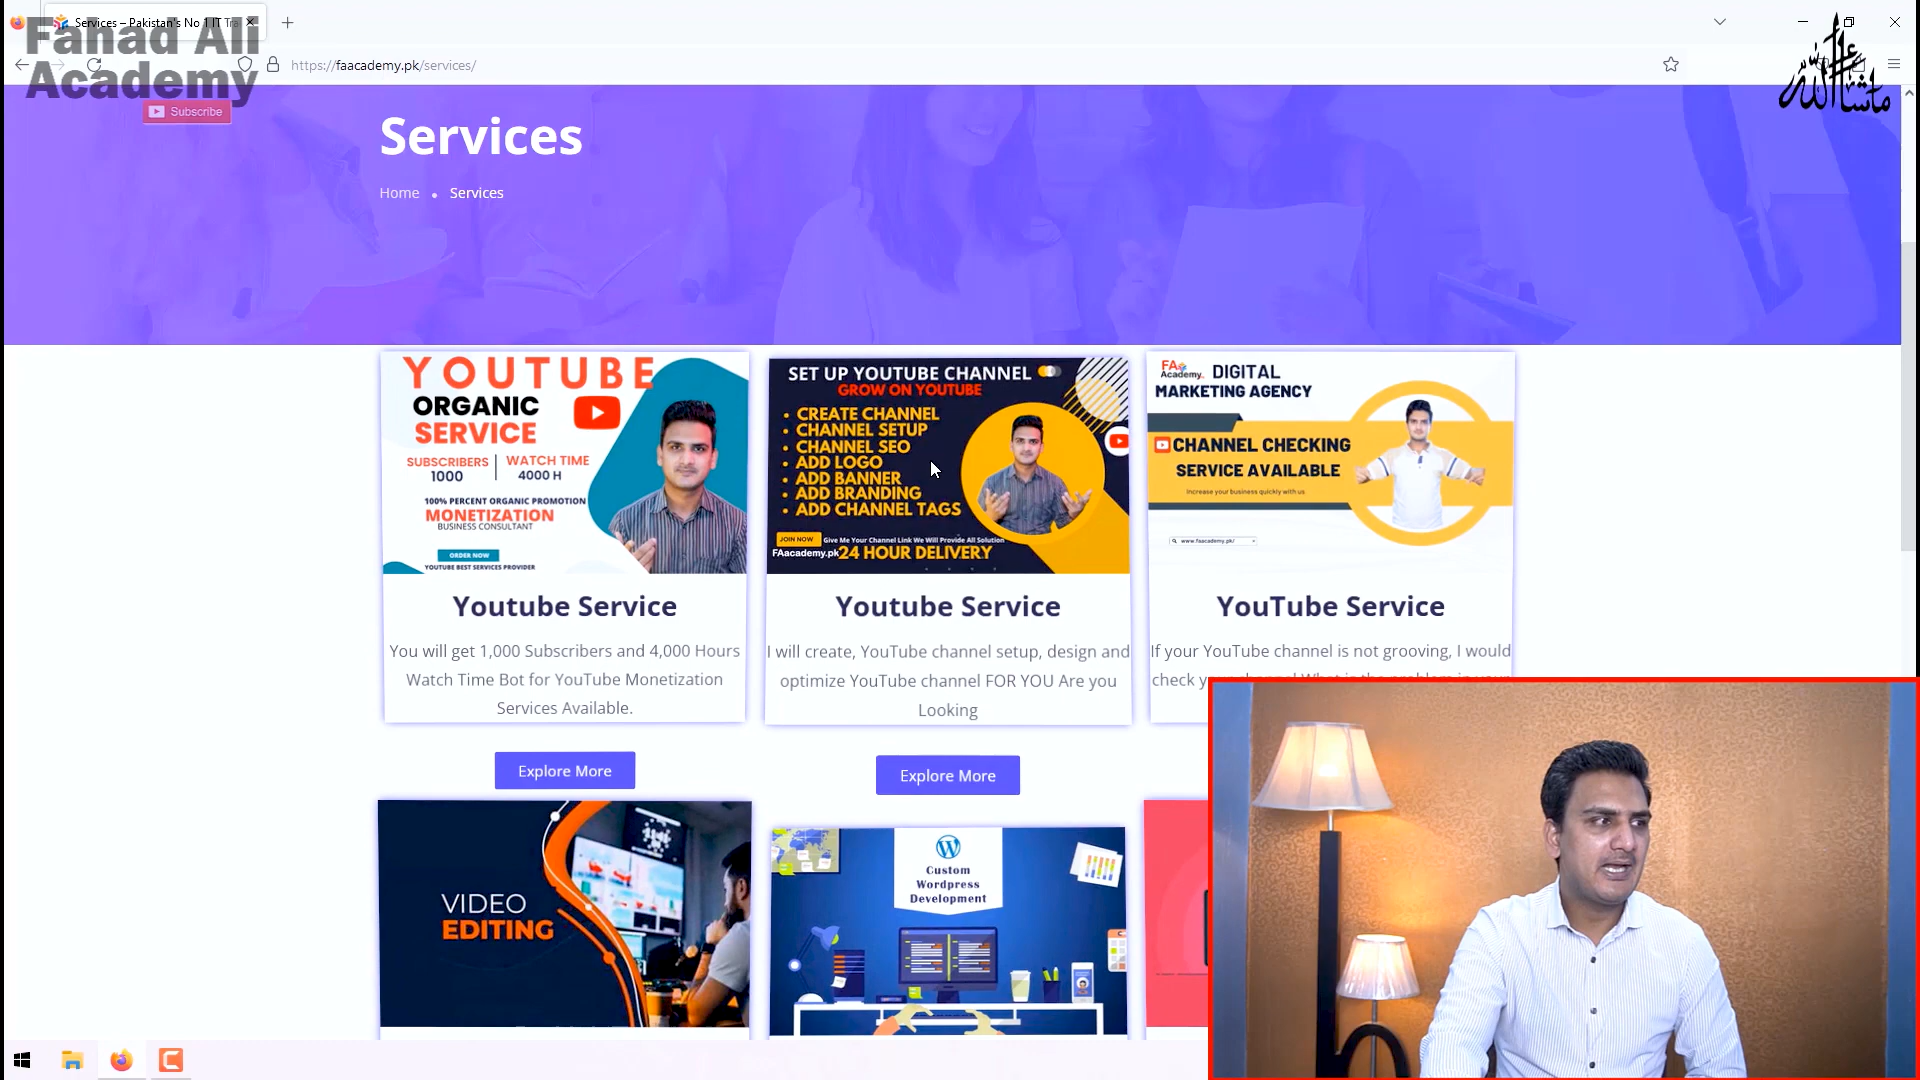 Services – Pakistan's No 1 IT Tra
Fahad Ali
Academy
https://faacademy.pk/services/
Subscribe
ما شاء الله
Services
Home • Services
YOUTUBE
ORGANIC
SERVICE
SUBSCRIBERS
1000
WATCH TIME
4000 H
100% PERCENT ORGANIC PROMOTION
MONETIZATION
BUSINESS CONSULTANT
ORDER NOW
YOUTUBE BEST SERVICES PROVIDER
Youtube Service
You will get 1,000 Subscribers and 4,000 Hours
Watch Time Bot for YouTube Monetization
Services Available.
Explore More
SET UP YOUTUBE CHANNEL
GROW ON YOUTUBE
• CREATE CHANNEL
• CHANNEL SETUP
• CHANNEL SEO
• ADD LOGO
• ADD BANNER
• ADD BRANDING
• ADD CHANNEL TAGS
JOIN NOW
Give Me Your Channel Link We Will Provide All Solution
FAacademy.pk
24 HOUR DELIVERY
Youtube Service
I will create, YouTube channel setup, design and
optimize YouTube channel FOR YOU Are you
Looking
Explore More
FA
Academy
DIGITAL
MARKETING AGENCY
CHANNEL CHECKING
SERVICE AVAILABLE
Increase your business quickly with us
www.faacademy.pk/
YouTube Service
If your YouTube channel is not grooving, I would
VIDEO
EDITING
Custom
Wordpress
Development